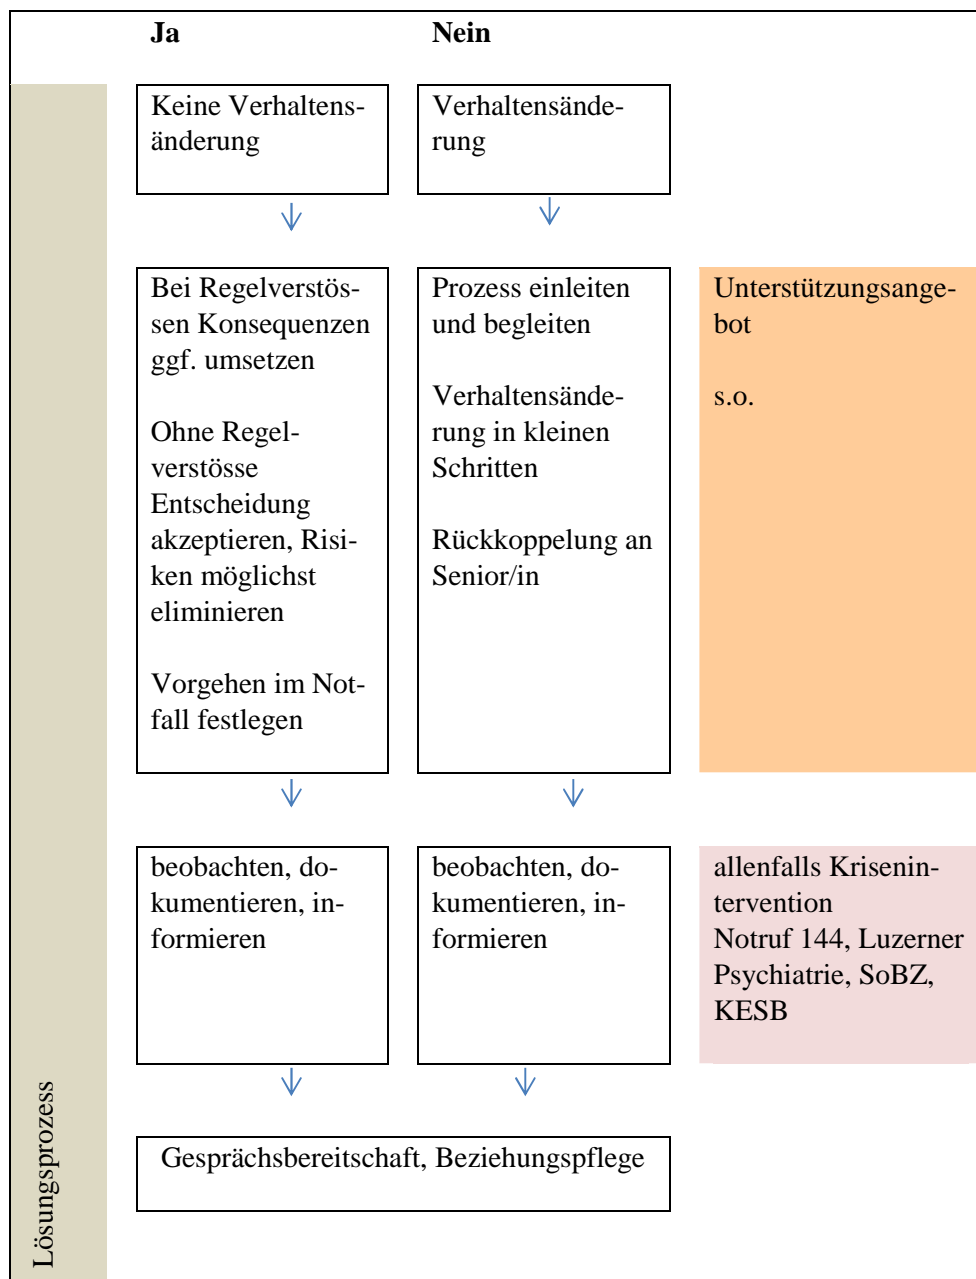 Ja
Nein
Keine Verhaltens-
änderung
Verhaltensände-
rung
Bei Regelverstös-
sen Konsequenzen
ggf. umsetzen
Ohne Regel-
verstösse
Entscheidung
akzeptieren, Risi-
ken möglichst
eliminieren
Vorgehen im Not-
fall festlegen
Prozess einleiten
und begleiten
Verhaltensände-
rung in kleinen
Schritten
Rückkoppelung an
Senior/in
Unterstützungsange-
bot
s.o.
beobachten, do-
kumentieren, in-
formieren
beobachten, do-
kumentieren, in-
formieren
allenfalls Krisenin-
tervention
Notruf 144, Luzerner
Psychiatrie, SoBZ,
KESB
Gesprächsbereitschaft, Beziehungspflege
Lösungsprozess